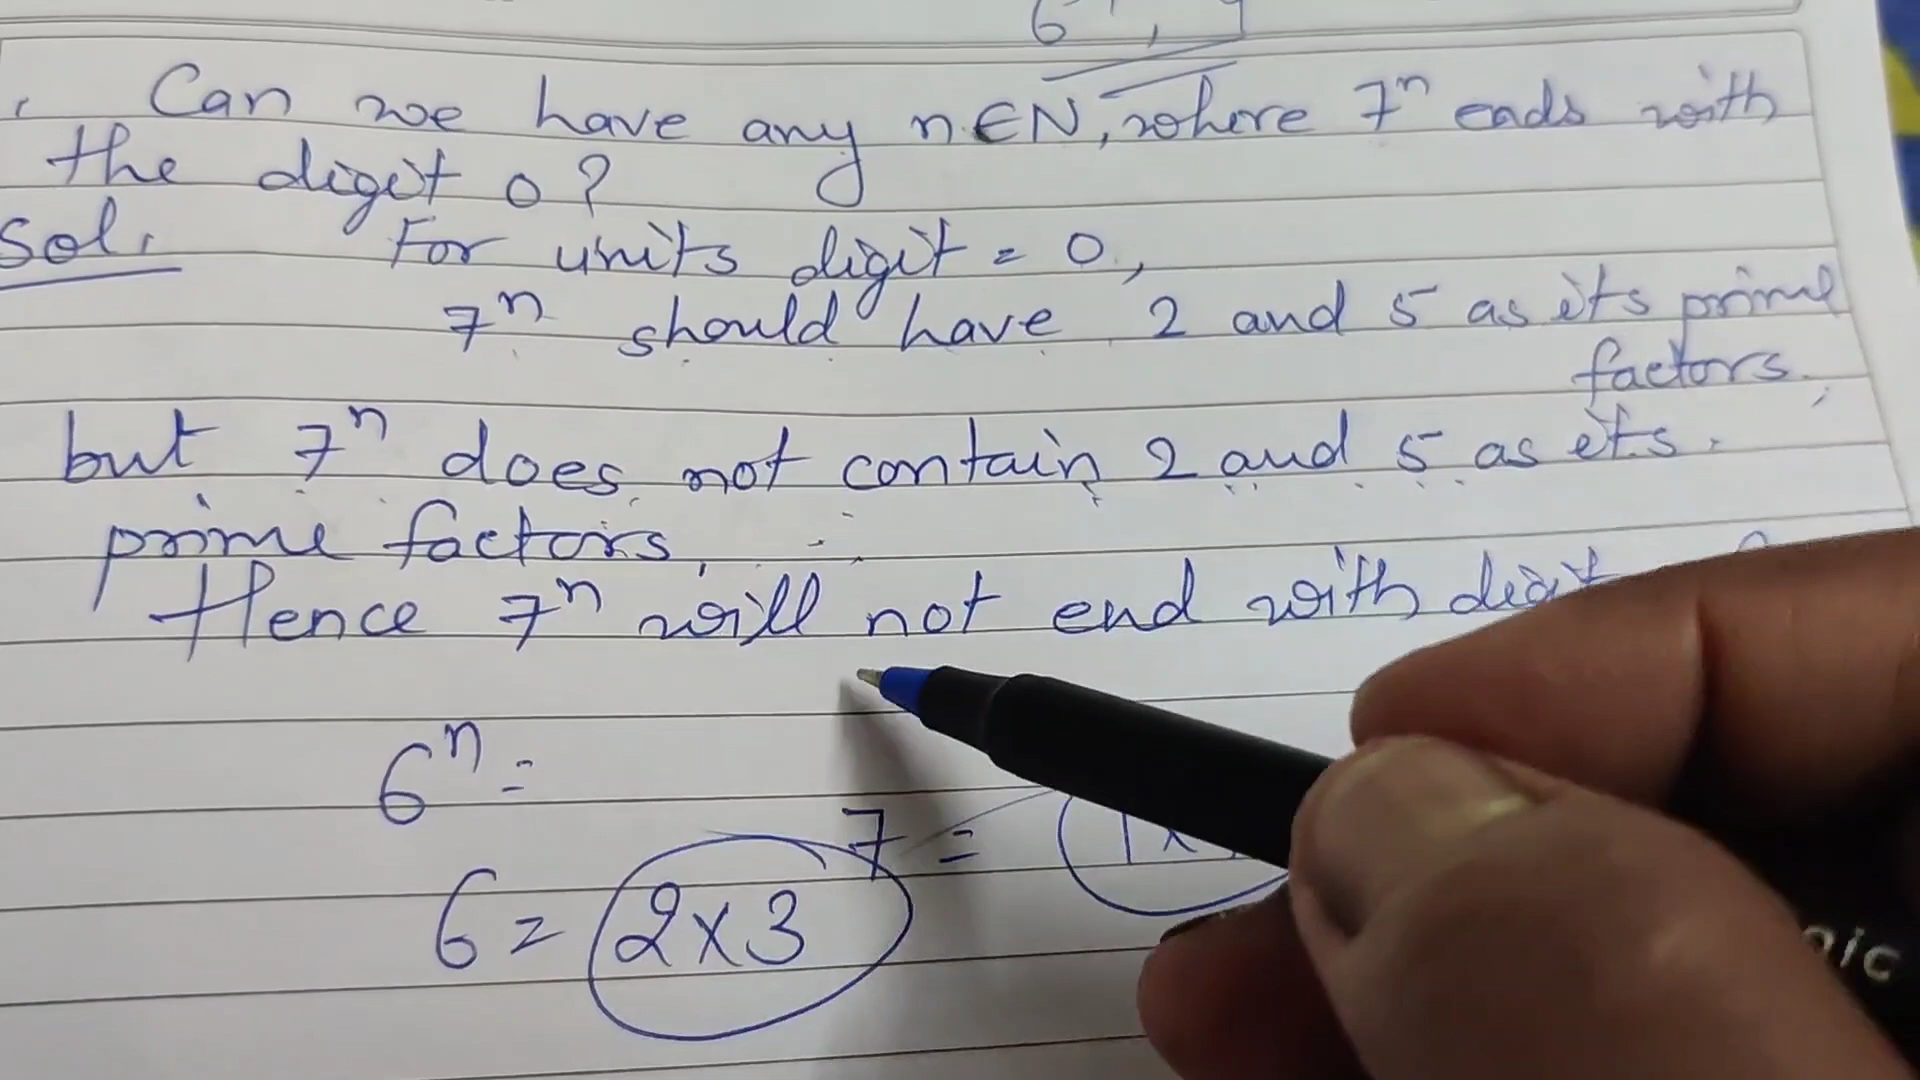 Can we have any n∈N, where 7ⁿ ends with
the digit 0?
Sol. For units digit = 0,
7ⁿ should have 2 and 5 as its prime
factors.
but 7ⁿ does not contain 2 and 5 as its
prime factors.
Hence 7ⁿ will not end with digit
6ⁿ =
7 = 1×
6 = 2×3